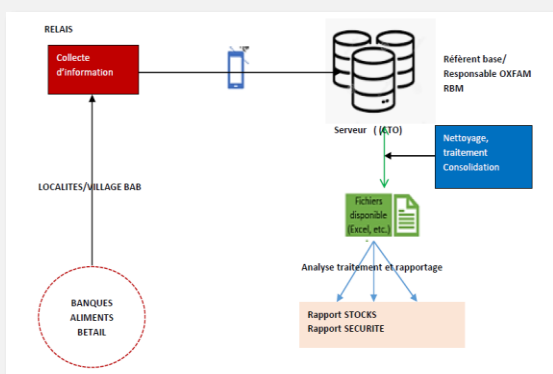 RELAIS
Collecte
d'information
Réfèrent base/
Responsable OXFAM
RBM
Serveur
Nettoyage,
traitement
Consolidation
LOCALITES/VILLAGE BAB
Fichiers
disponible
(Excel, etc.)
Analyse traitement et rapportage
BANQUES
ALIMENTS
BETAIL
Rapport STOCKS
Rapport SECURITE